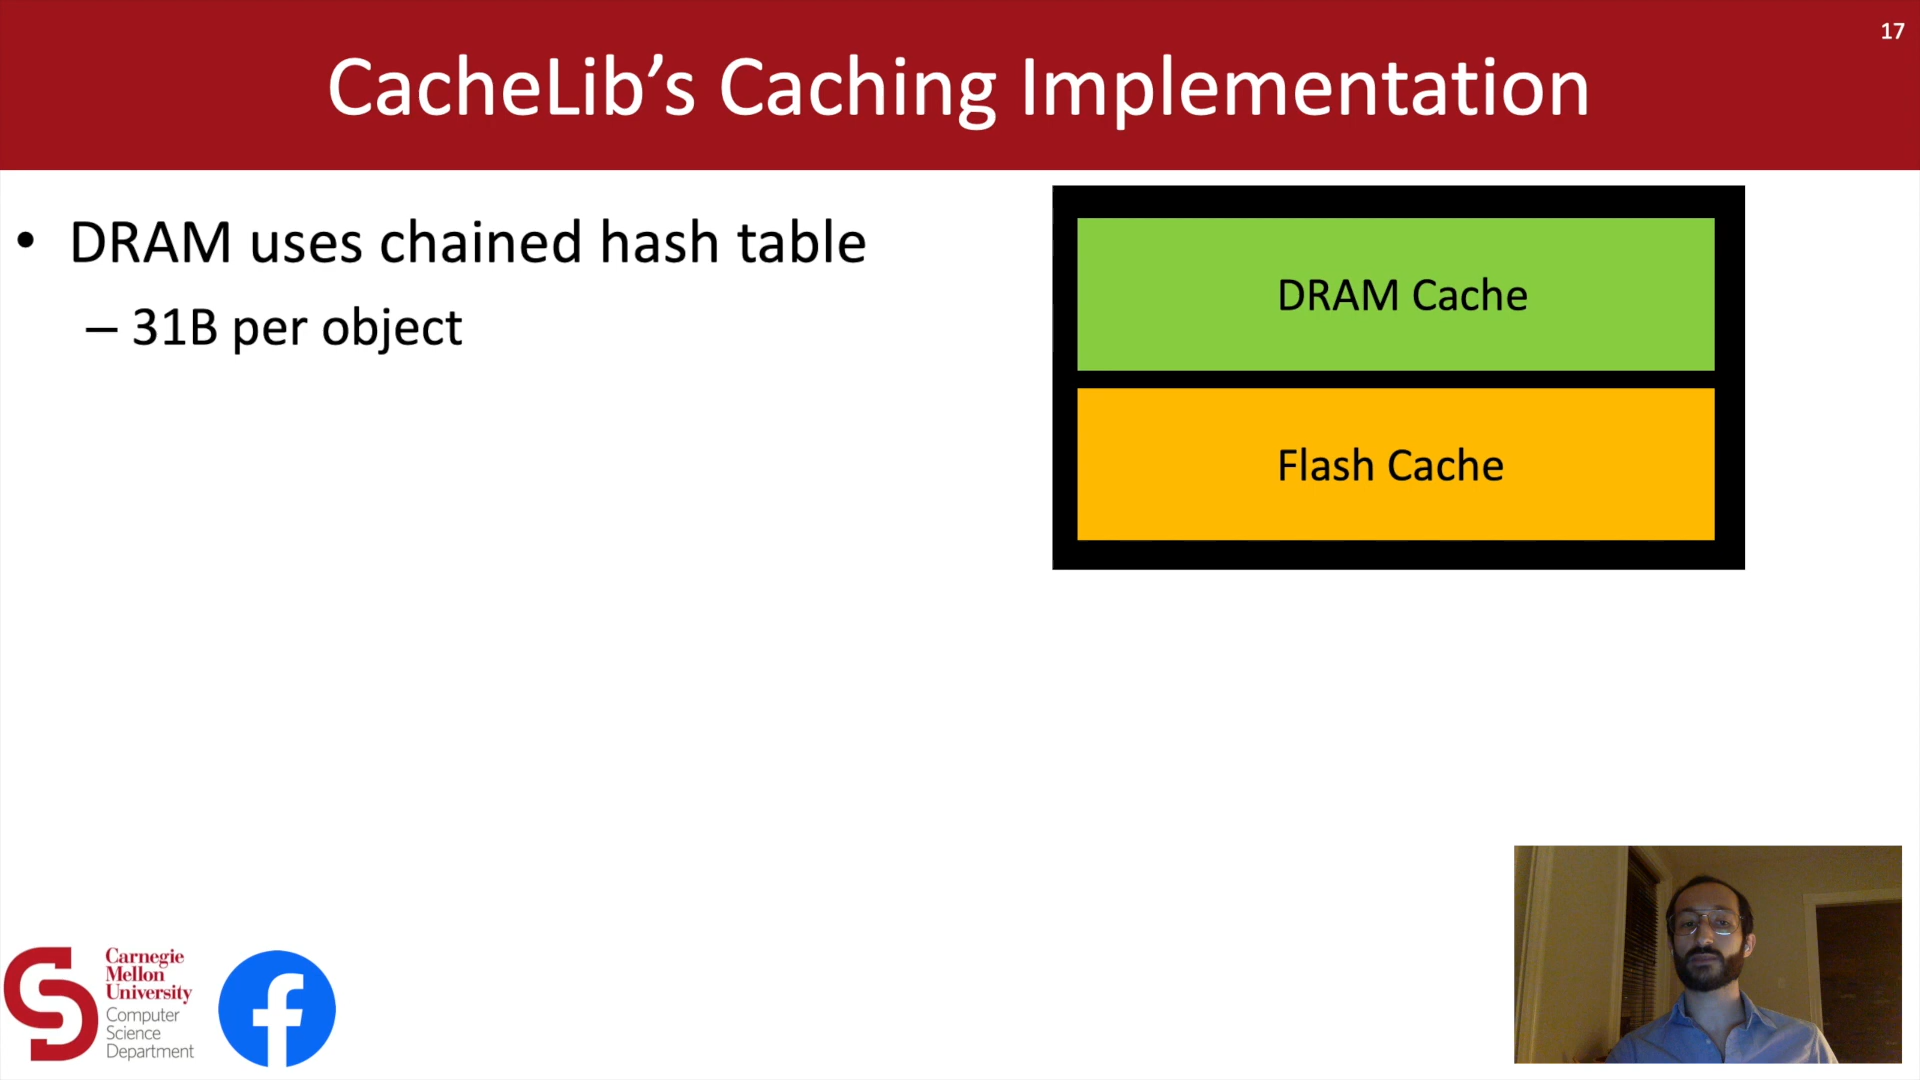 17
CacheLib’s Caching Implementation
• DRAM uses chained hash table
– 31B per object
DRAM Cache
Flash Cache
Carnegie
Mellon
University
Computer
Science
Department